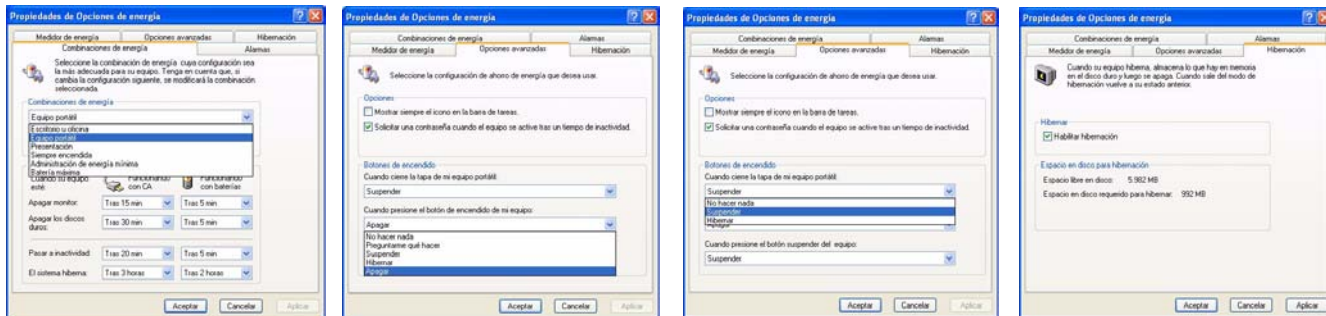 Propiedades de Opciones de energía
Medidor de energía
Opciones avanzadas
Hibernación
Combinaciones de energía
Alarmas
Seleccione la combinación de energía cuya configuración sea
la más adecuada para su equipo. Tenga en cuenta que, si
cambia la configuración siguiente, se modificará la combinación
seleccionada.
Combinaciones de energía
Equipo portátil
Escritorio u oficina
Equipo portátil
Presentación
Siempre encendida
Administración de energía mínima
Batería máxima
Cuando su equipo
esté:
Funcionando
con CA
Funcionando
con baterías
Apagar monitor:
Tras 15 min
Tras 5 min
Apagar los discos
duros:
Tras 30 min
Tras 5 min
Pasar a inactividad:
Tras 20 min
Tras 5 min
El sistema hiberna:
Tras 3 horas
Tras 2 horas
Aceptar
Cancelar
Aplicar
Propiedades de Opciones de energía
Combinaciones de energía
Alarmas
Medidor de energía
Opciones avanzadas
Hibernación
Seleccione la configuración de ahorro de energía que desea usar.
Opciones
Mostrar siempre el icono en la barra de tareas.
Solicitar una contraseña cuando el equipo se active tras un tiempo de inactividad.
Botones de encendido
Cuando cierre la tapa de mi equipo portátil:
Suspender
Cuando presione el botón de encendido de mi equipo:
Apagar
No hacer nada
Preguntarme qué hacer
Suspender
Hibernar
Apagar
Aceptar
Cancelar
Aplicar
Propiedades de Opciones de energía
Combinaciones de energía
Alarmas
Medidor de energía
Opciones avanzadas
Hibernación
Seleccione la configuración de ahorro de energía que desea usar.
Opciones
Mostrar siempre el icono en la barra de tareas.
Solicitar una contraseña cuando el equipo se active tras un tiempo de inactividad.
Botones de encendido
Cuando cierre la tapa de mi equipo portátil:
Suspender
No hacer nada
Suspender
Hibernar
Apagar
Cuando presione el botón suspender del equipo:
Suspender
Aceptar
Cancelar
Aplicar
Propiedades de Opciones de energía
Combinaciones de energía
Alarmas
Medidor de energía
Opciones avanzadas
Hibernación
Cuando su equipo hiberna, almacena lo que hay en memoria
en el disco duro y luego se apaga. Cuando sale del modo de
hibernación vuelve a su estado anterior.
Hibernar
Habilitar hibernación
Espacio en disco para hibernación
Espacio libre en disco: 5.982 MB
Espacio en disco requerido para hibernar: 992 MB
Aceptar
Cancelar
Aplicar